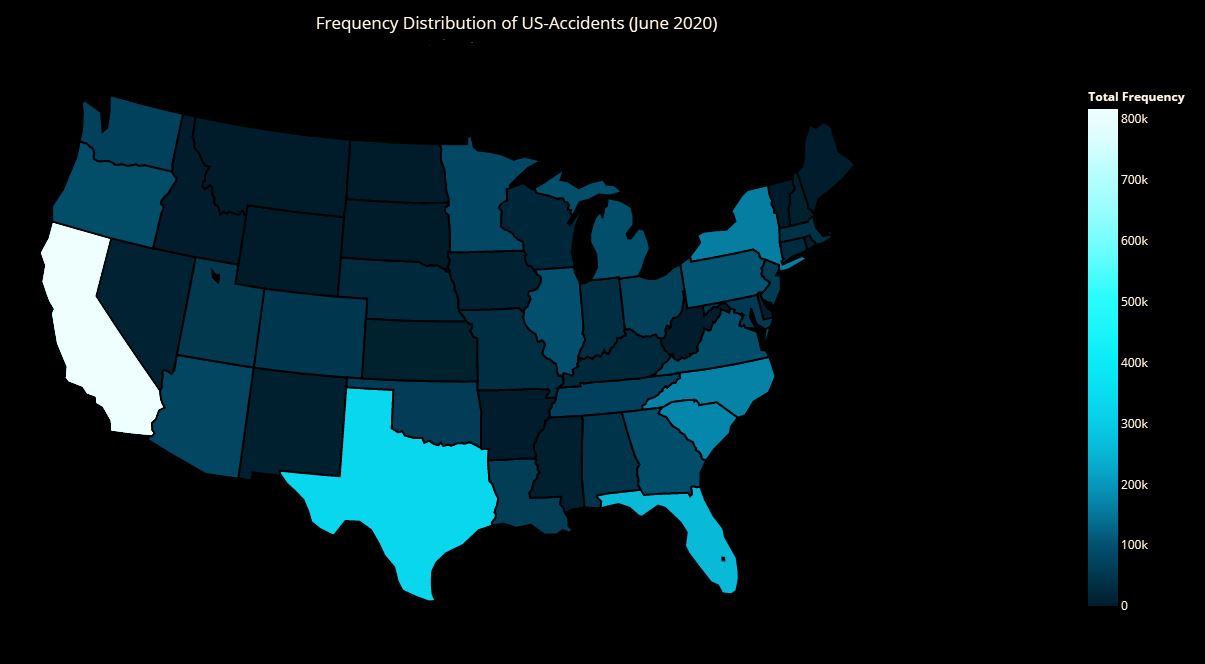 Frequency Distribution of US-Accidents (June 2020)
Total Frequency
800k
700k
600k
500k
400k
300k
200k
100k
0